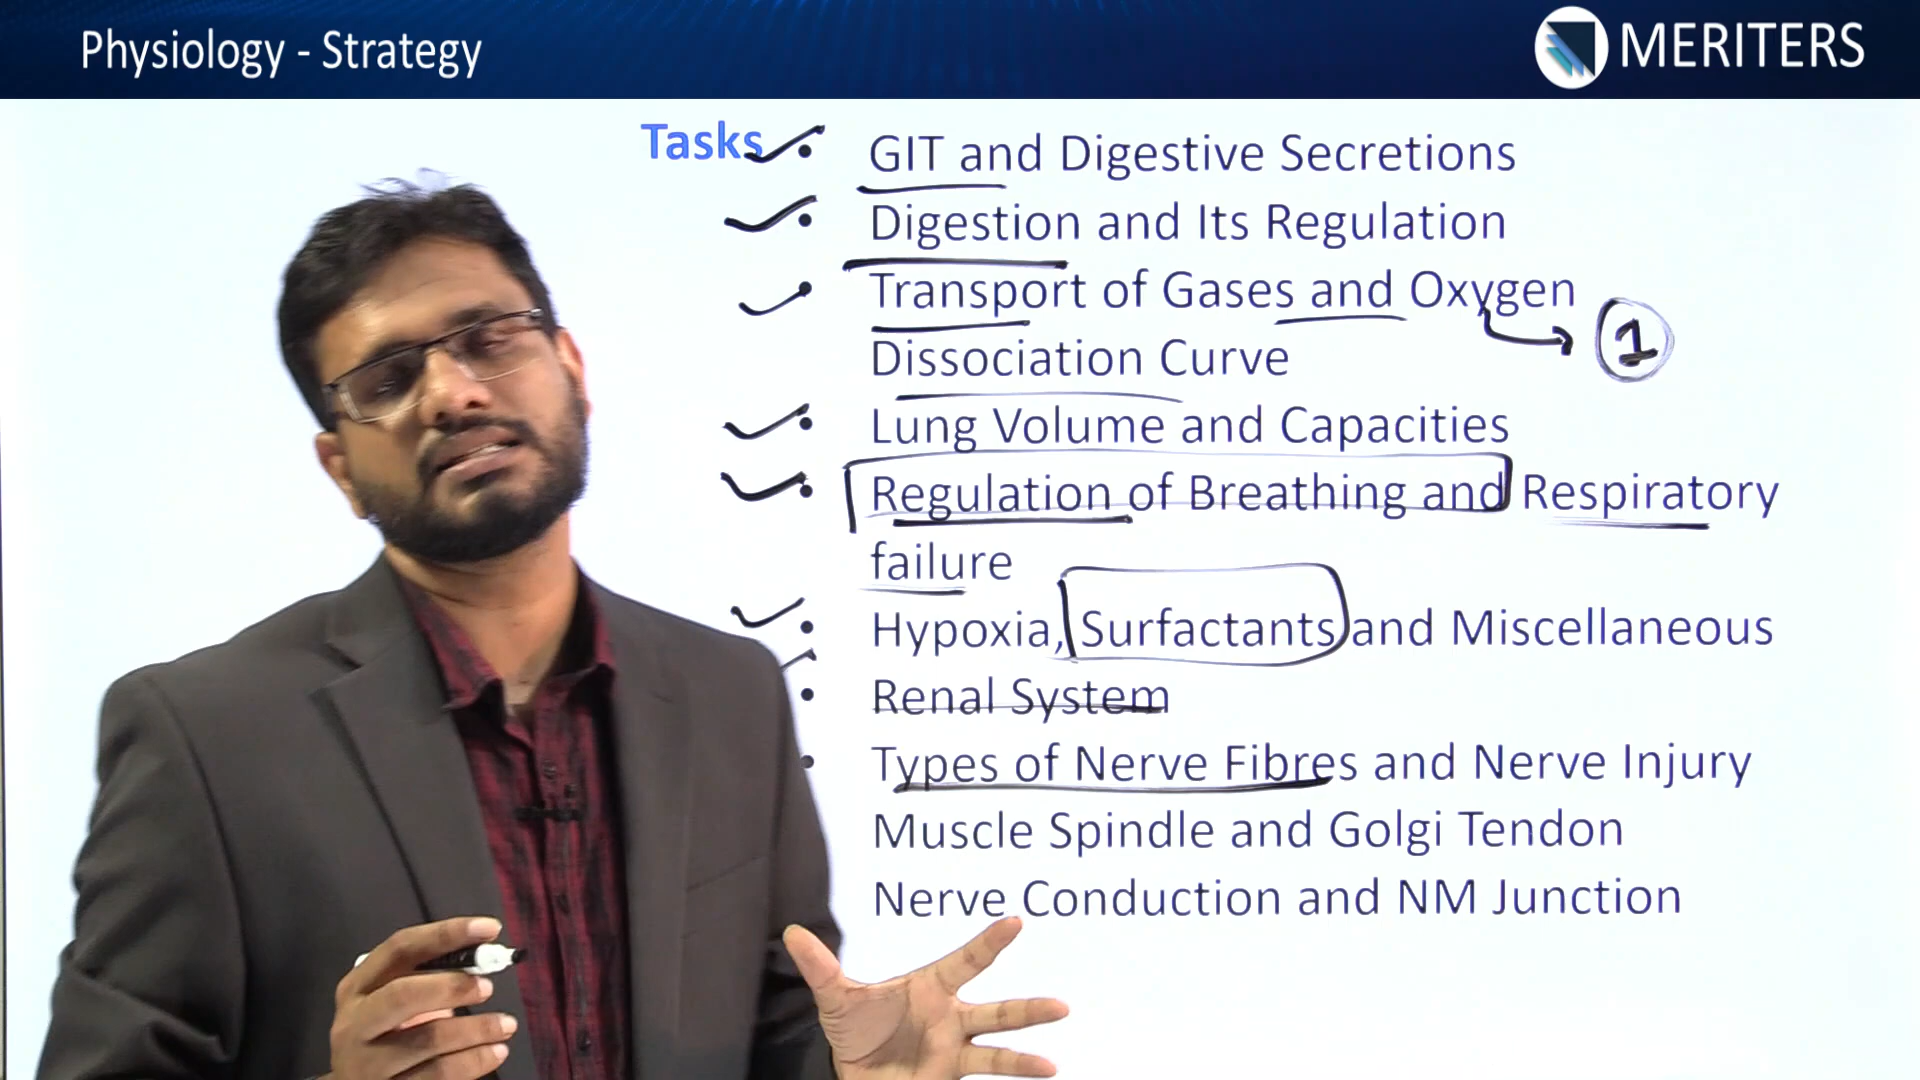 Physiology - Strategy
MERITERS
Tasks
• GIT and Digestive Secretions
• Digestion and Its Regulation
• Transport of Gases and Oxygen
Dissociation Curve
1
• Lung Volume and Capacities
• Regulation of Breathing and Respiratory
failure
• Hypoxia, Surfactants and Miscellaneous
• Renal System
• Types of Nerve Fibres and Nerve Injury
Muscle Spindle and Golgi Tendon
Nerve Conduction and NM Junction